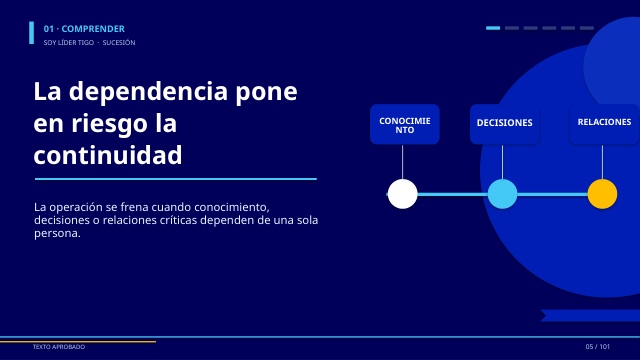 01 · COMPRENDER
SOY LÍDER TIGO · SUCESIÓN
La dependencia pone
en riesgo la
continuidad
La operación se frena cuando conocimiento,
decisiones o relaciones críticas dependen de una sola
persona.
CONOCIMIE
NTO
DECISIONES
RELACIONES
TEXTO APROBADO
05 / 101